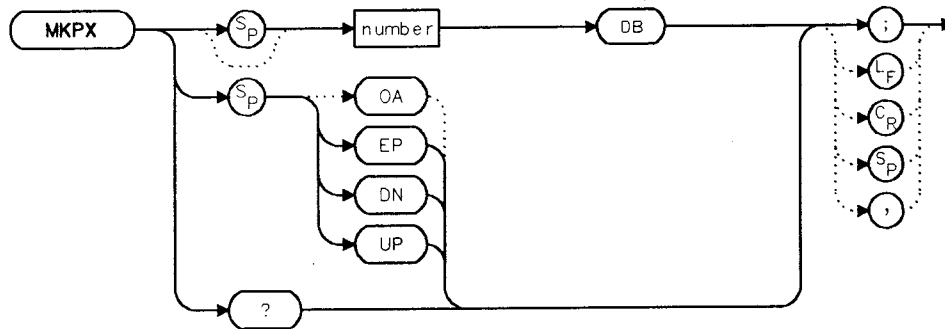 MKPX SP number DB ;
LF
SP OA CR
EP SP
DN ,
UP
?